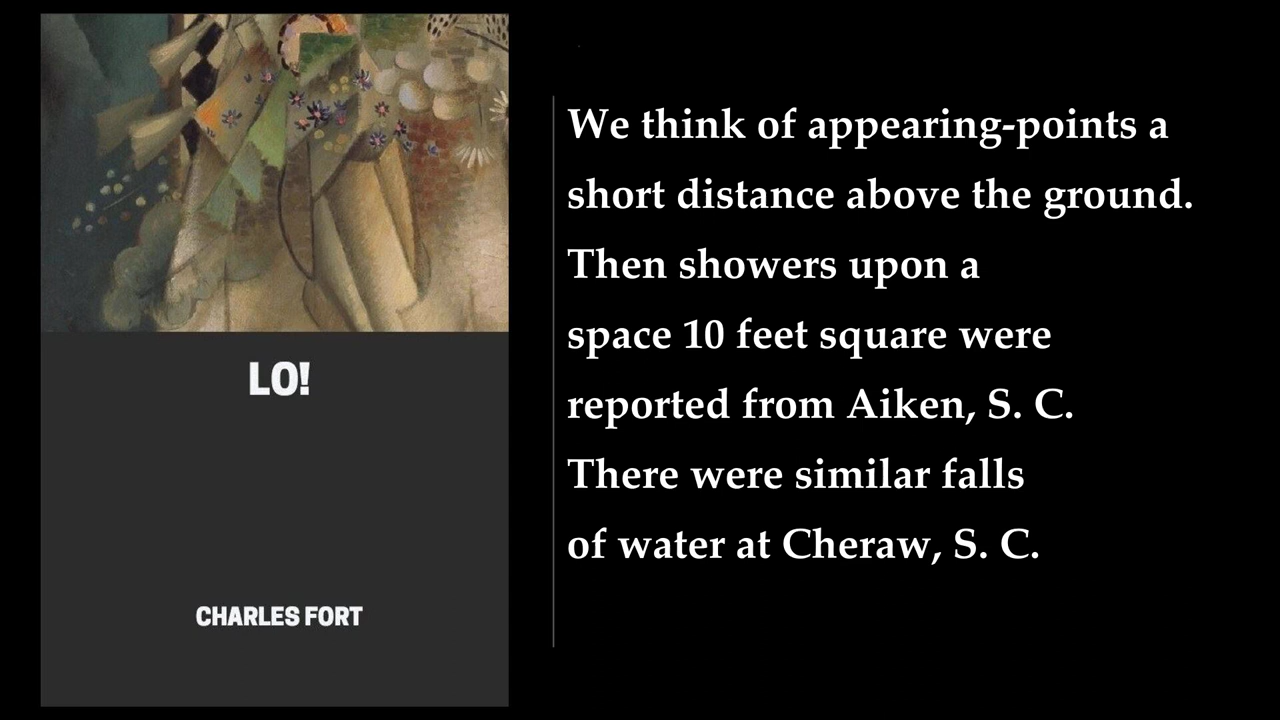 LO!
CHARLES FORT
We think of appearing-points a
short distance above the ground.
Then showers upon a
space 10 feet square were
reported from Aiken, S. C.
There were similar falls
of water at Cheraw, S. C.